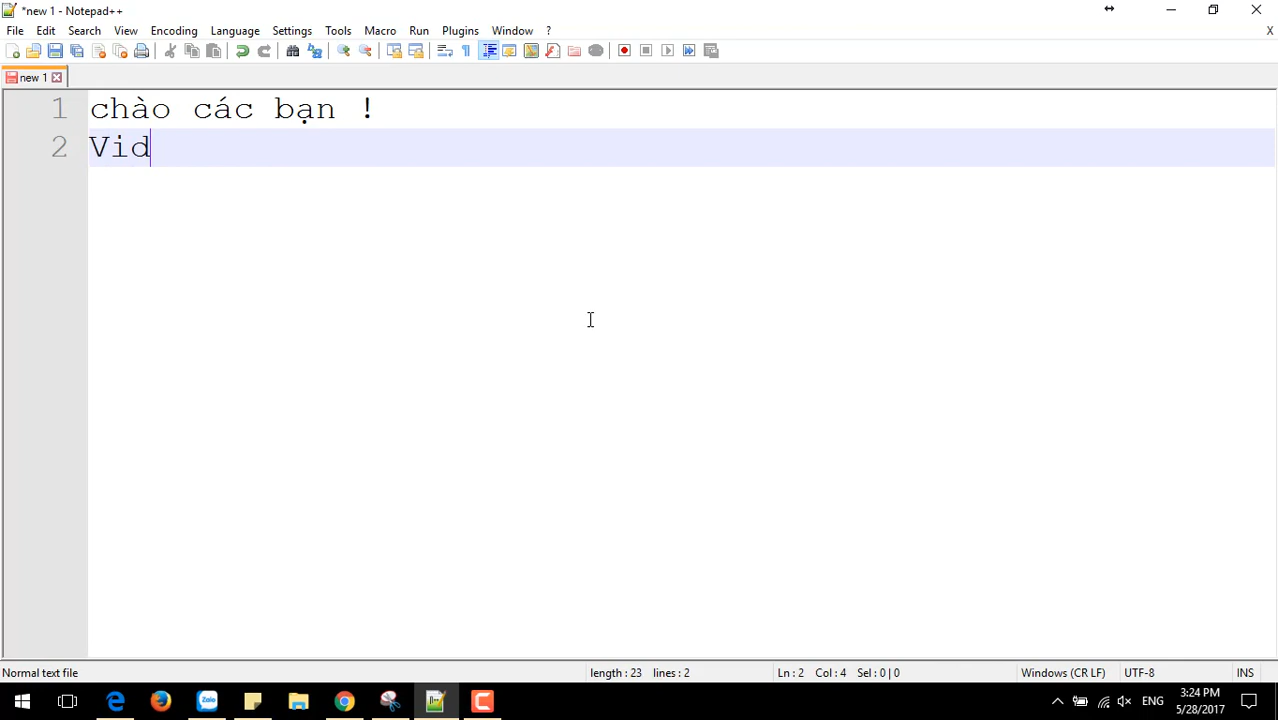 *new 1 - Notepad++
File Edit Search View Encoding Language Settings Tools Macro Run Plugins Window ? X
new 1
1 chào các bạn !
2 Vid
Normal text file length : 23 lines : 2 Ln : 2 Col : 4 Sel : 0 | 0 Windows (CR LF) UTF-8 INS
Zalo
ENG
3:24 PM
5/28/2017